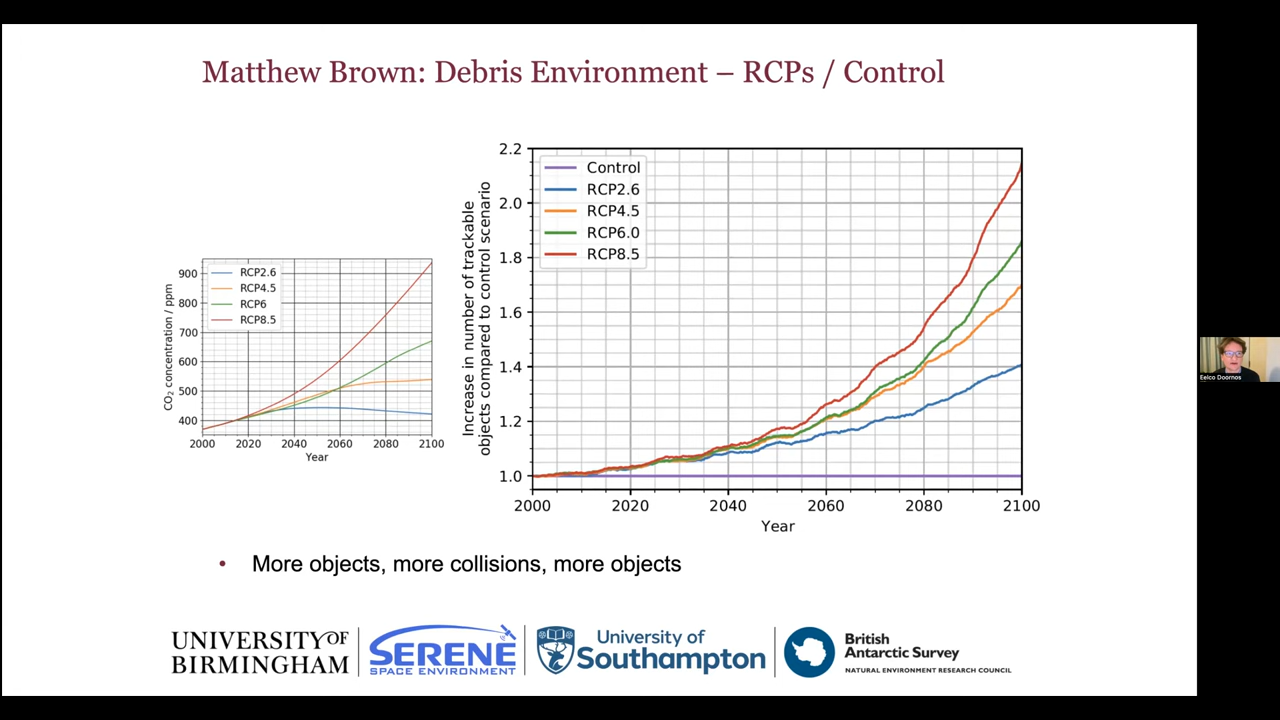 Matthew Brown: Debris Environment – RCPs / Control
CO2 concentration / ppm
900
800
700
600
500
400
RCP2.6
RCP4.5
RCP6
RCP8.5
2000 2020 2040 2060 2080 2100
Year
Increase in number of trackable
objects compared to control scenario
2.2
2.0
1.8
1.6
1.4
1.2
1.0
Control
RCP2.6
RCP4.5
RCP6.0
RCP8.5
2000 2020 2040 2060 2080 2100
Year
• More objects, more collisions, more objects
UNIVERSITY OF
BIRMINGHAM
SERENE
SPACE ENVIRONMENT
University of
Southampton
British
Antarctic Survey
NATURAL ENVIRONMENT RESEARCH COUNCIL
Eelco Doornos